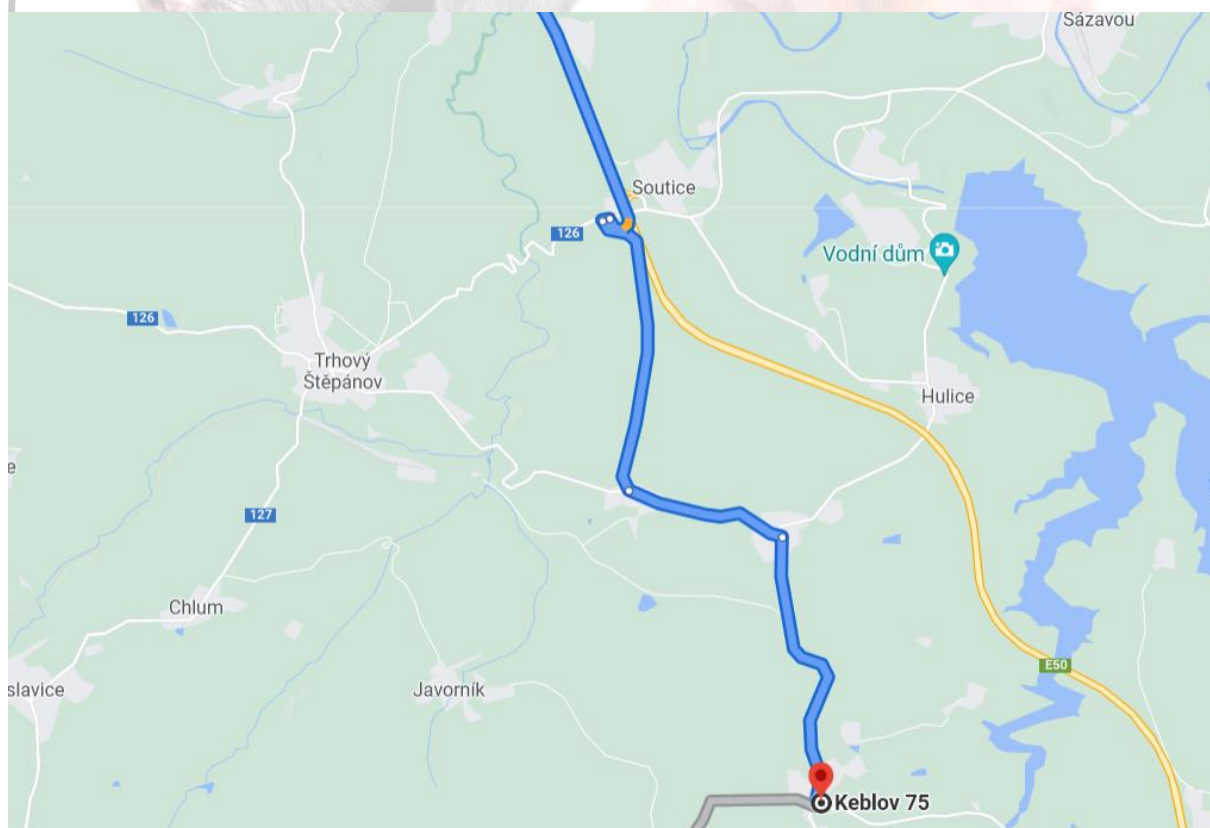 Sázavou
Soutice
126
Vodní dům
126
Trhový
Štěpánov
Hulice
e
127
Chlum
E50
slavice
Javorník
Keblov 75